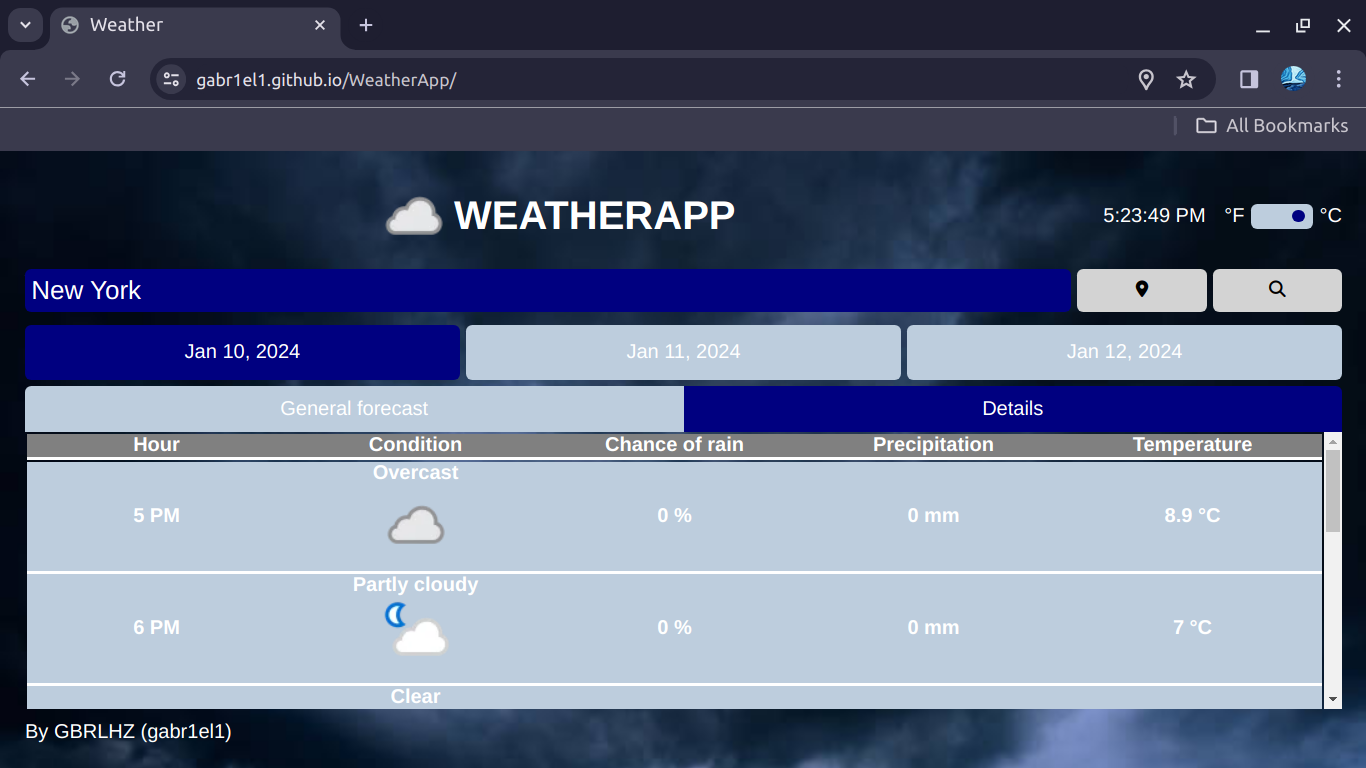 Weather
gabr1el1.github.io/WeatherApp/
All Bookmarks
WEATHERAPP
5:23:49 PM °F °C
New York
Jan 10, 2024 Jan 11, 2024 Jan 12, 2024
General forecast Details
Hour Condition Chance of rain Precipitation Temperature
Overcast
5 PM 0 % 0 mm 8.9 °C
Partly cloudy
6 PM 0 % 0 mm 7 °C
Clear
By GBRLHZ (gabr1el1)